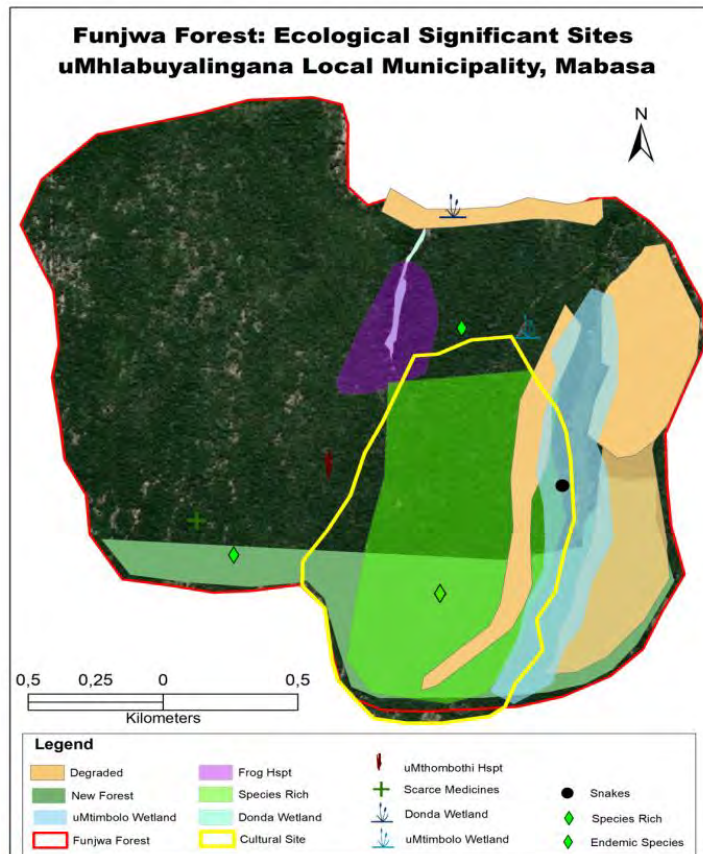 Funjwa Forest: Ecological Significant Sites
uMhlabuyalingana Local Municipality, Mabasa
N
0,5 0,25 0 0,5
Kilometers
Legend
Degraded
New Forest
uMtimbolo Wetland
Funjwa Forest
Frog Hspt
Species Rich
Donda Wetland
Cultural Site
uMthombothi Hspt
Scarce Medicines
Donda Wetland
uMtimbolo Wetland
Snakes
Species Rich
Endemic Species